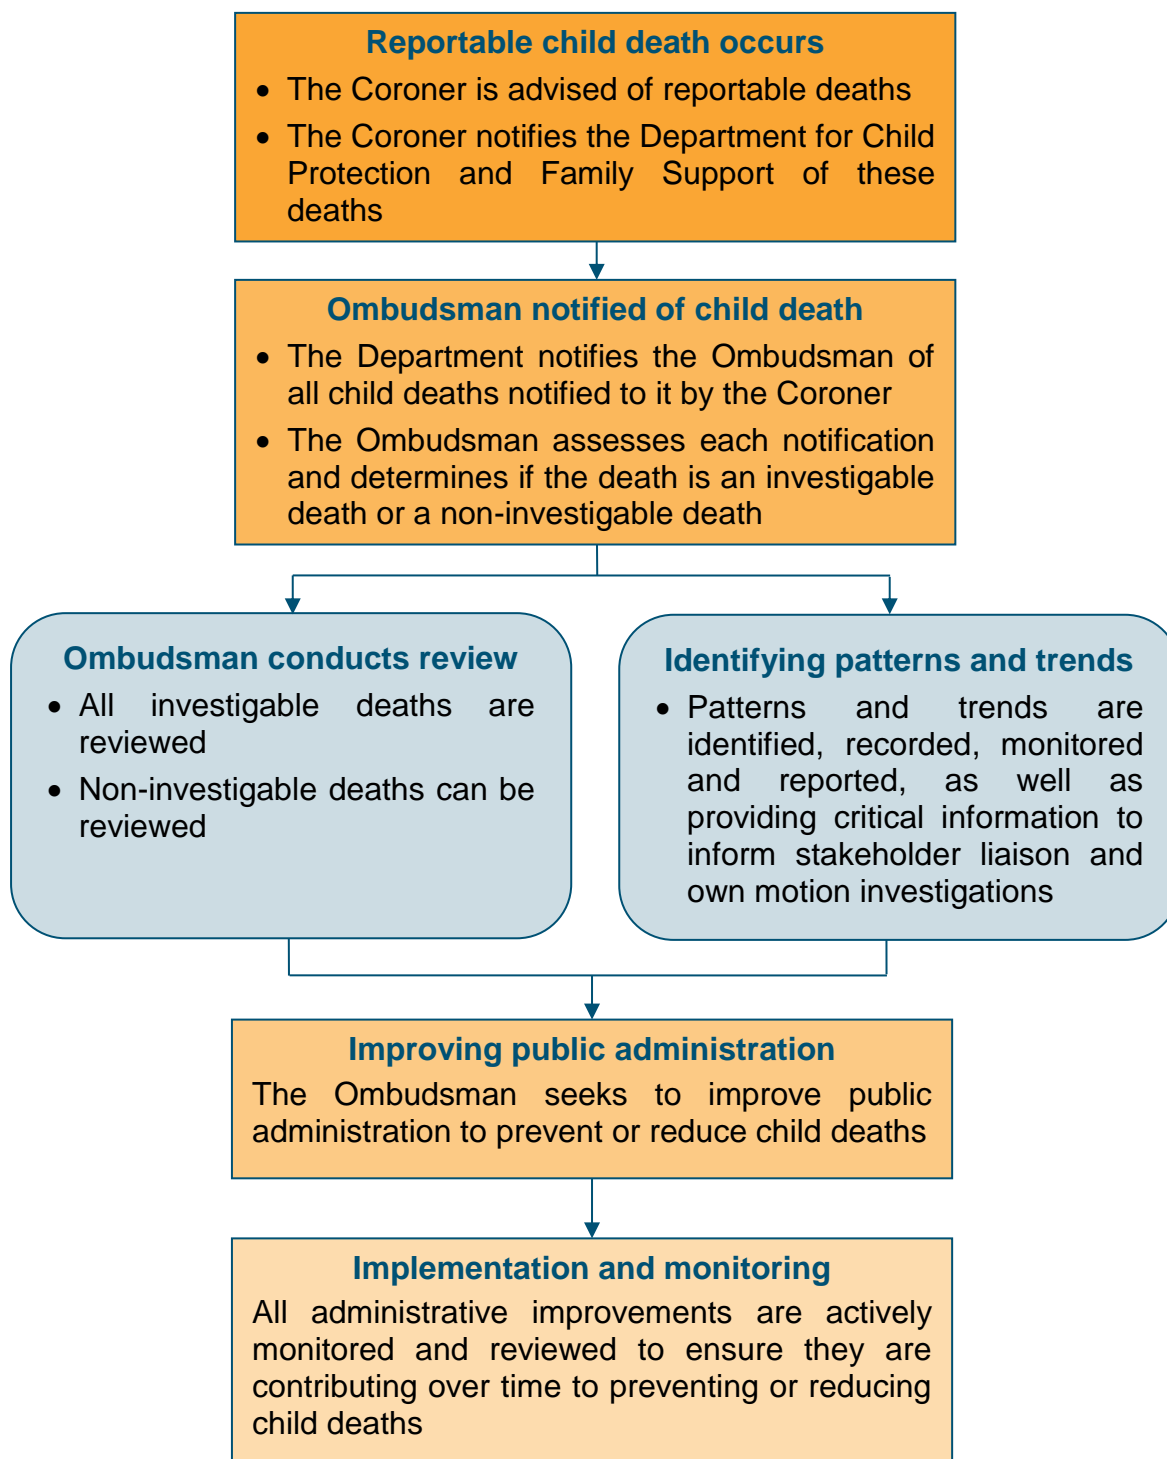 Reportable child death occurs
• The Coroner is advised of reportable deaths
• The Coroner notifies the Department for Child
Protection and Family Support of these
deaths
Ombudsman notified of child death
• The Department notifies the Ombudsman of
all child deaths notified to it by the Coroner
• The Ombudsman assesses each notification
and determines if the death is an investigable
death or a non-investigable death
Ombudsman conducts review
• All investigable deaths are
reviewed
• Non-investigable deaths can be
reviewed
Identifying patterns and trends
• Patterns and trends are
identified, recorded, monitored
and reported, as well as
providing critical information to
inform stakeholder liaison and
own motion investigations
Improving public administration
The Ombudsman seeks to improve public
administration to prevent or reduce child deaths
Implementation and monitoring
All administrative improvements are actively
monitored and reviewed to ensure they are
contributing over time to preventing or reducing
child deaths